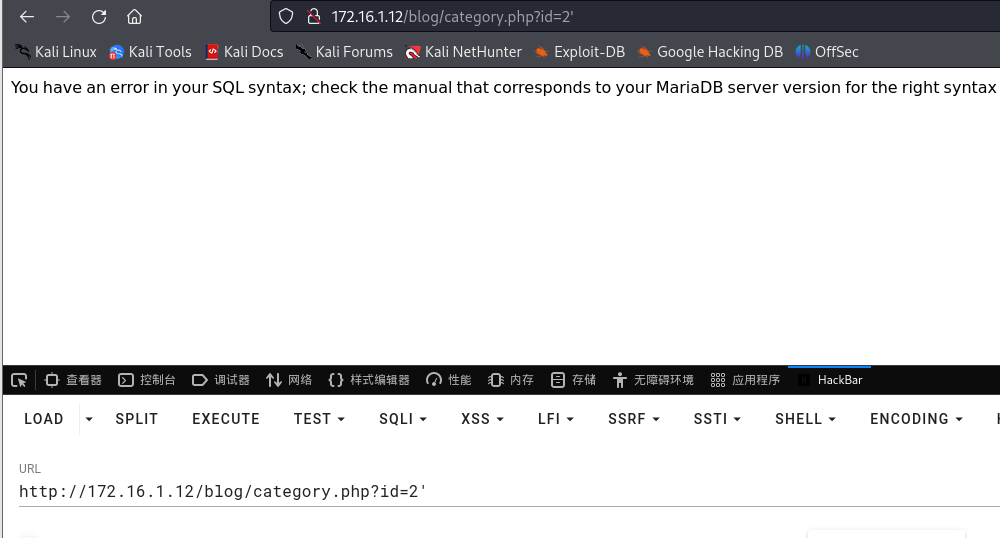 172.16.1.12/blog/category.php?id=2'
Kali Linux Kali Tools Kali Docs Kali Forums Kali NetHunter Exploit-DB Google Hacking DB OffSec
You have an error in your SQL syntax; check the manual that corresponds to your MariaDB server version for the right syntax
查看器 控制台 调试器 网络 样式编辑器 性能 内存 存储 无障碍环境 应用程序 HackBar
LOAD SPLIT EXECUTE TEST SQLI XSS LFI SSRF SSTI SHELL ENCODING
URL
http://172.16.1.12/blog/category.php?id=2'